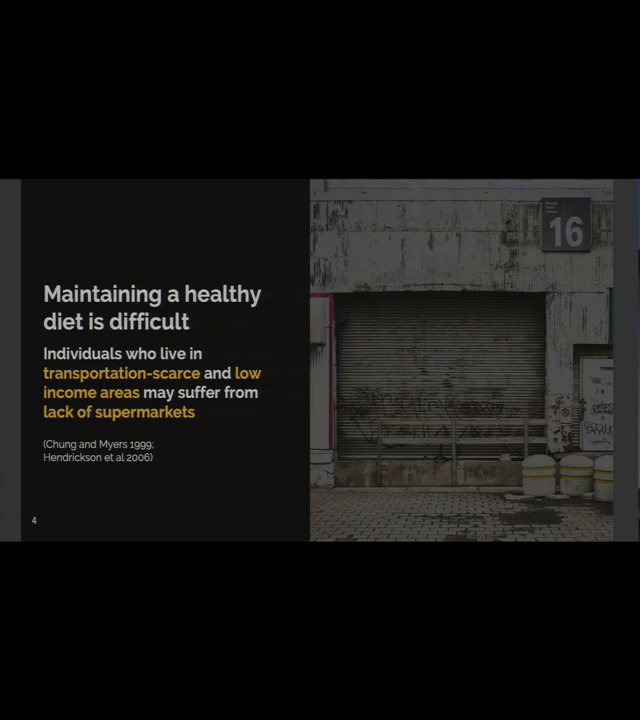 Maintaining a healthy
diet is difficult
Individuals who live in
transportation-scarce and low
income areas may suffer from
lack of supermarkets
(Chung and Myers 1999;
Hendrickson et al 2006)
4
16